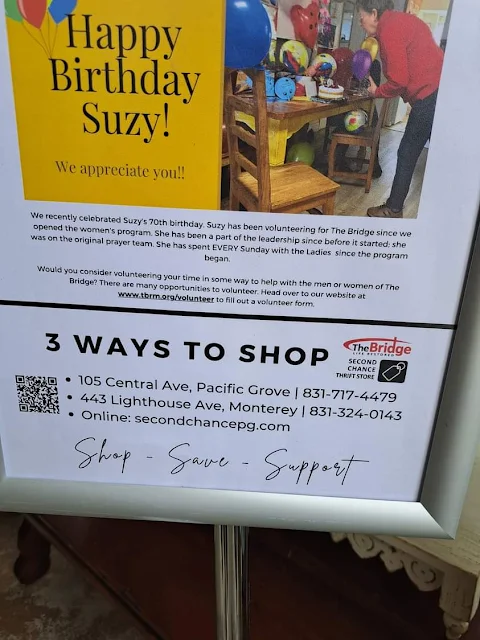 Happy
Birthday
Suzy!
We appreciate you!!
We recently celebrated Suzy's 70th birthday. Suzy has been volunteering for The Bridge since we
opened the women's program. She has been a part of the leadership since before it started; she
was on the original prayer team. She has spent EVERY Sunday with the Ladies since the program
began.
Would you consider volunteering your time in some way to help with the men or women of The
Bridge? There are many opportunities to volunteer. Head over to our website at
www.tbrm.org/volunteer to fill out a volunteer form.
3 WAYS TO SHOP
TheBridge
LIFE RESTORED
SECOND
CHANCE
THRIFT STORE
• 105 Central Ave, Pacific Grove | 831-717-4479
• 443 Lighthouse Ave, Monterey | 831-324-0143
• Online: secondchancepg.com
Shop - Save - Support